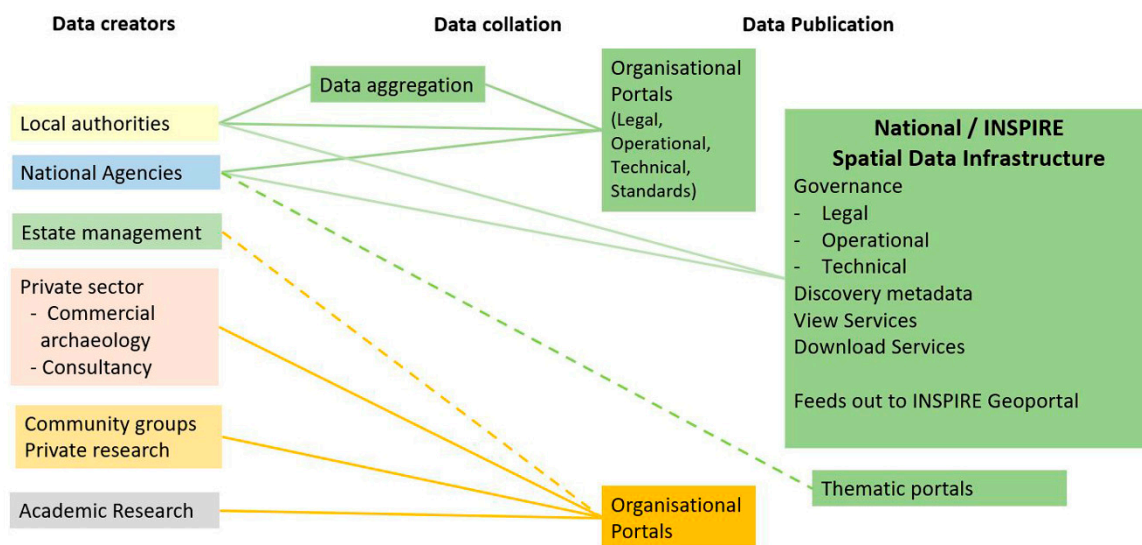 Data creators
Data collation
Data Publication
Data aggregation
Organisational
Portals
(Legal,
Operational,
Technical,
Standards)
Local authorities
National Agencies
Estate management
Private sector
- Commercial
archaeology
- Consultancy
Community groups
Private research
Academic Research
Organisational
Portals
National / INSPIRE
Spatial Data Infrastructure
Governance
- Legal
- Operational
- Technical
Discovery metadata
View Services
Download Services
Feeds out to INSPIRE Geoportal
Thematic portals